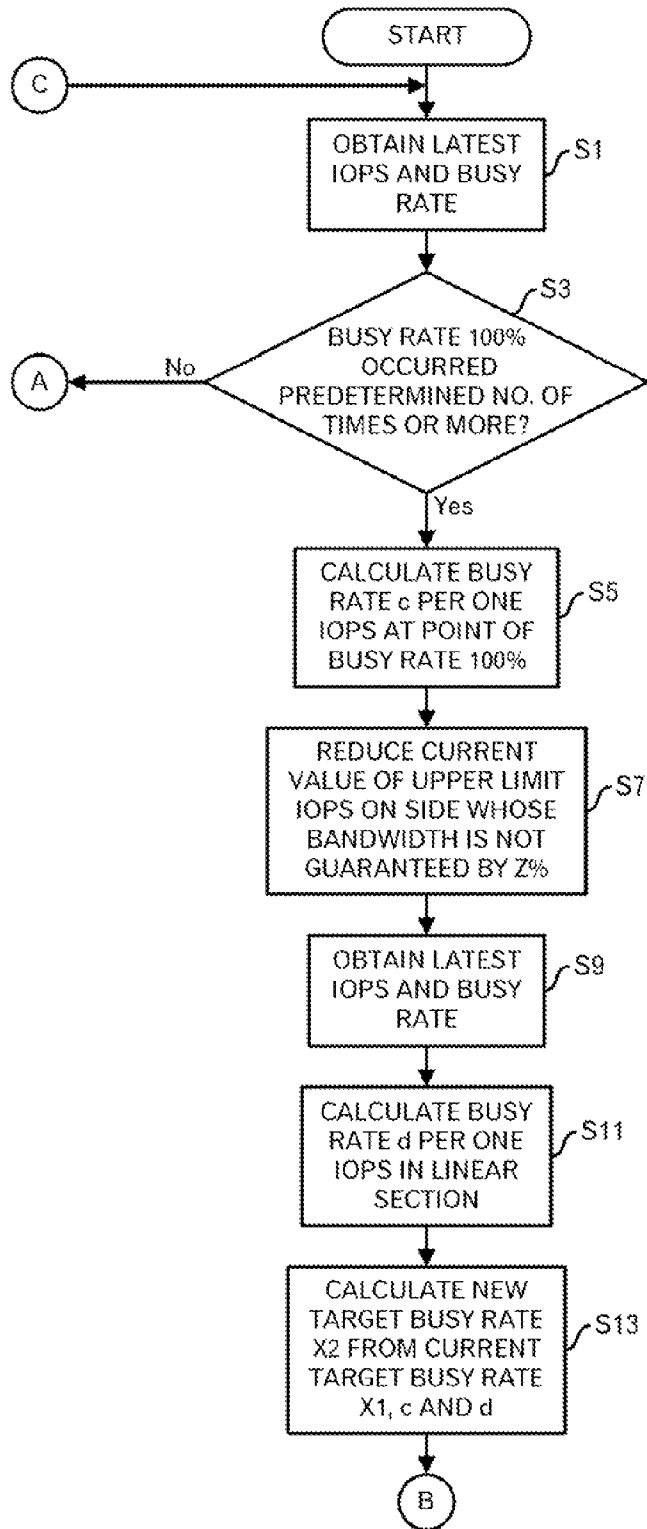 START
C
OBTAIN LATEST
IOPS AND BUSY
RATE
S1
S3
BUSY RATE 100%
OCCURRED
PREDETERMINED NO. OF
TIMES OR MORE?
No
A
Yes
CALCULATE BUSY
RATE c PER ONE
IOPS AT POINT OF
BUSY RATE 100%
S5
REDUCE CURRENT
VALUE OF UPPER LIMIT
IOPS ON SIDE WHOSE
BANDWIDTH IS NOT
GUARANTEED BY Z%
S7
OBTAIN LATEST
IOPS AND BUSY
RATE
S9
CALCULATE BUSY
RATE d PER ONE
IOPS IN LINEAR
SECTION
S11
CALCULATE NEW
TARGET BUSY RATE
X2 FROM CURRENT
TARGET BUSY RATE
X1, c AND d
S13
B